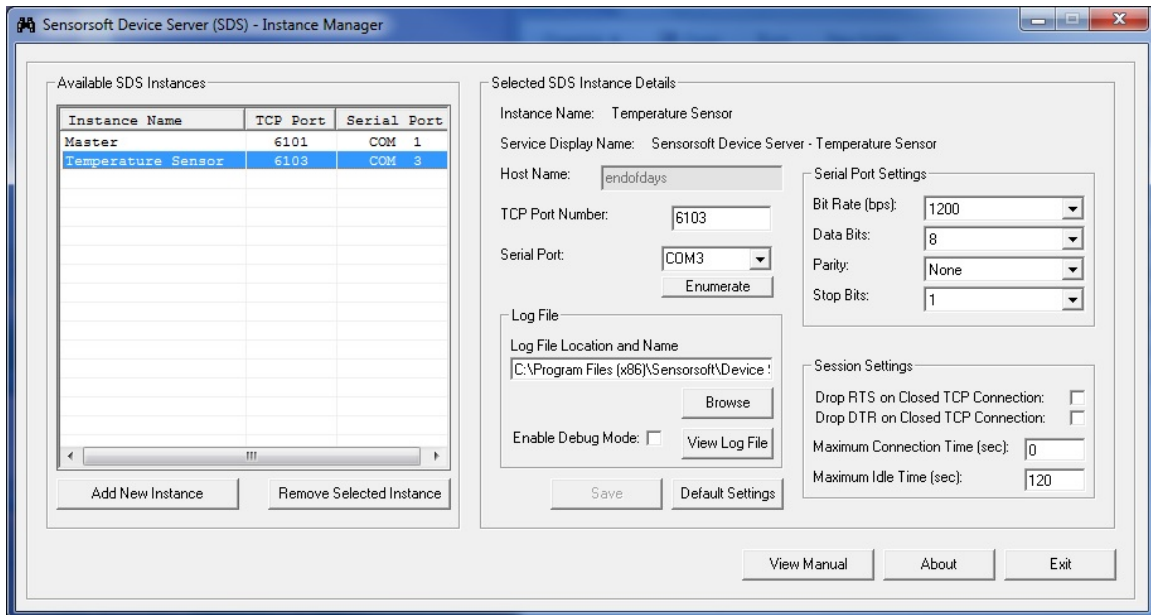 Sensorsoft Device Server (SDS) - Instance Manager
Available SDS Instances
Instance Name TCP Port Serial Port
Master 6101 COM 1
Temperature Sensor 6103 COM 3
Add New Instance Remove Selected Instance
Selected SDS Instance Details
Instance Name: Temperature Sensor
Service Display Name: Sensorsoft Device Server - Temperature Sensor
Host Name: endofdays
TCP Port Number: 6103
Serial Port: COM3
Enumerate
Log File
Log File Location and Name
C:\Program Files (x86)\Sensorsoft\Device
Browse
Enable Debug Mode: View Log File
Save Default Settings
Serial Port Settings
Bit Rate (bps): 1200
Data Bits: 8
Parity: None
Stop Bits: 1
Session Settings
Drop RTS on Closed TCP Connection:
Drop DTR on Closed TCP Connection:
Maximum Connection Time (sec): 0
Maximum Idle Time (sec): 120
View Manual About Exit